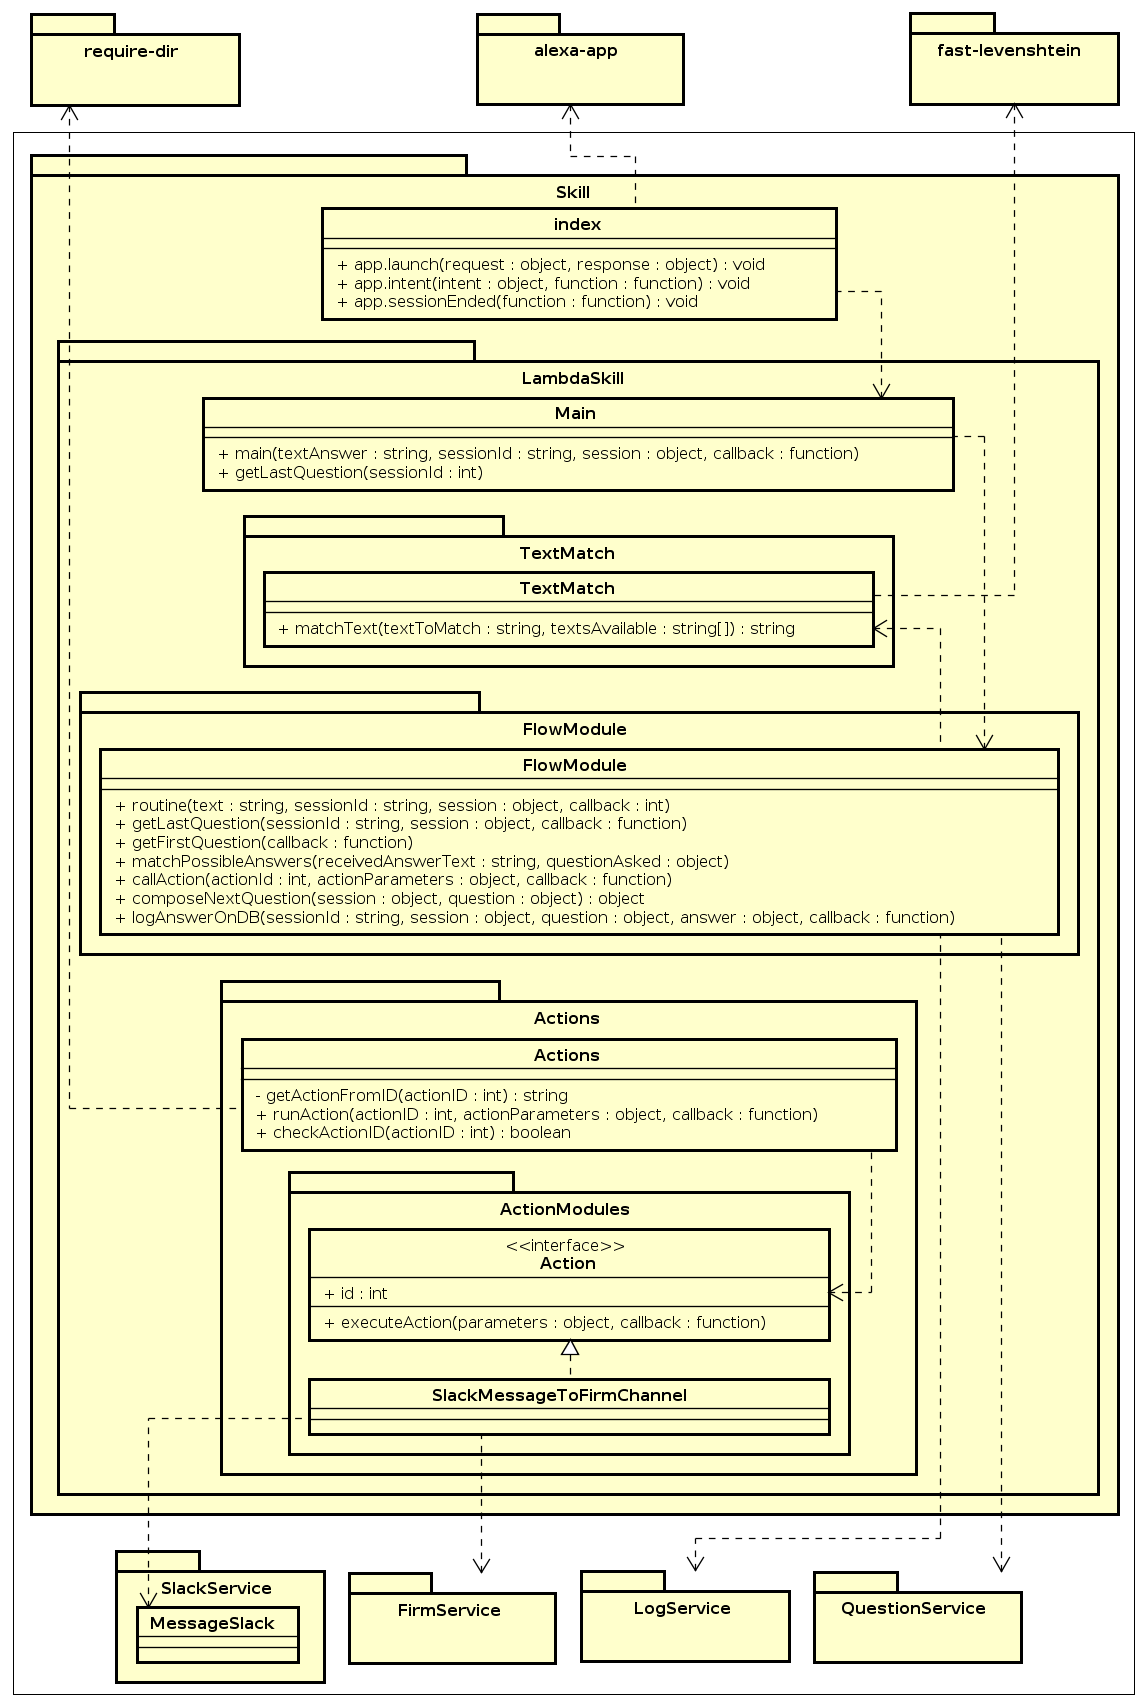 require-dir
alexa-app
fast-levenshtein
Skill
index
+ app.launch(request : object, response : object) : void
+ app.intent(intent : object, function : function) : void
+ app.sessionEnded(function : function) : void
LambdaSkill
Main
+ main(textAnswer : string, sessionId : string, session : object, callback : function)
+ getLastQuestion(sessionId : int)
TextMatch
TextMatch
+ matchText(textToMatch : string, textsAvailable : string[]) : string
FlowModule
FlowModule
+ routine(text : string, sessionId : string, session : object, callback : int)
+ getLastQuestion(sessionId : string, session : object, callback : function)
+ getFirstQuestion(callback : function)
+ matchPossibleAnswers(receivedAnswerText : string, questionAsked : object)
+ callAction(actionId : int, actionParameters : object, callback : function)
+ composeNextQuestion(session : object, question : object) : object
+ logAnswerOnDB(sessionId : string, session : object, question : object, answer : object, callback : function)
Actions
Actions
- getActionFromID(actionID : int) : string
+ runAction(actionID : int, actionParameters : object, callback : function)
+ checkActionID(actionID : int) : boolean
ActionModules
<<interface>>
Action
+ id : int
+ executeAction(parameters : object, callback : function)
SlackMessageToFirmChannel
SlackService
MessageSlack
FirmService
LogService
QuestionService